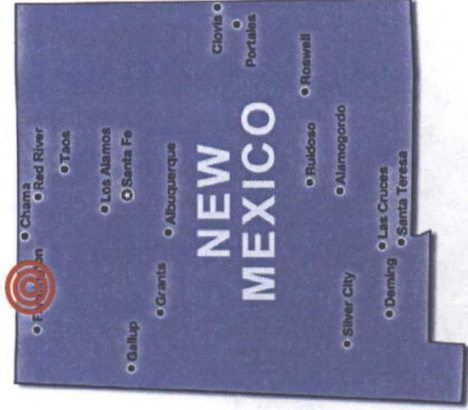 Chama
Red River
Taos
Los Alamos
Santa Fe
Gallup
Grants
Albuquerque
Clovis
Portales
NEW
MEXICO
Roswell
Ruidoso
Alamogordo
Silver City
Las Cruces
Deming
Santa Teresa